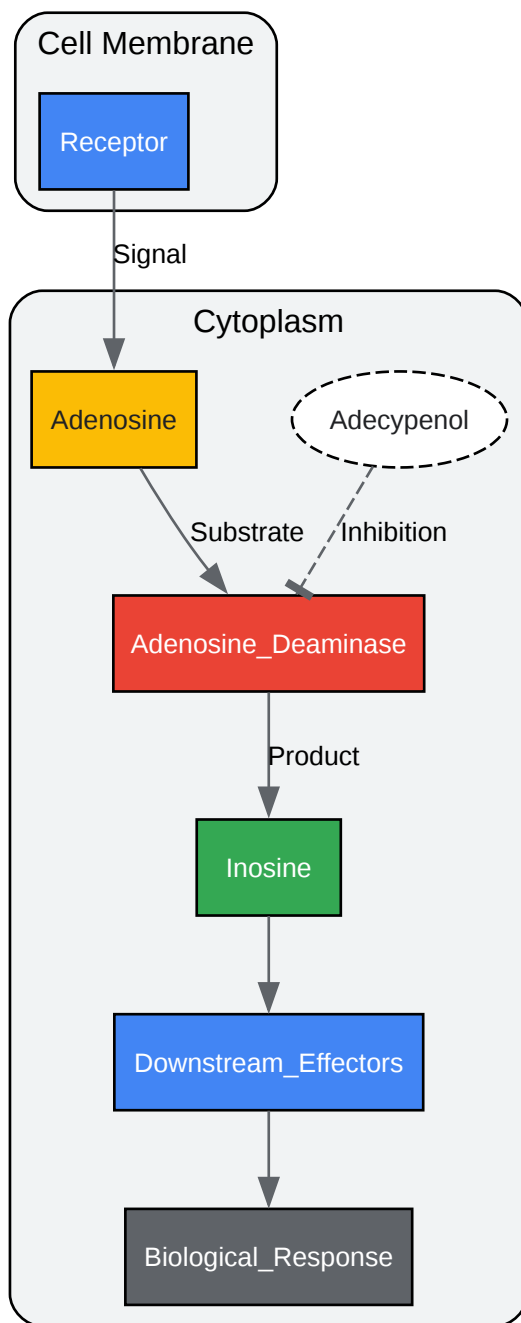 Cell Membrane
Receptor
Signal
Cytoplasm
Adenosine
Adecypenol
Substrate
Inhibition
Adenosine_Deaminase
Product
Inosine
Downstream_Effectors
Biological_Response